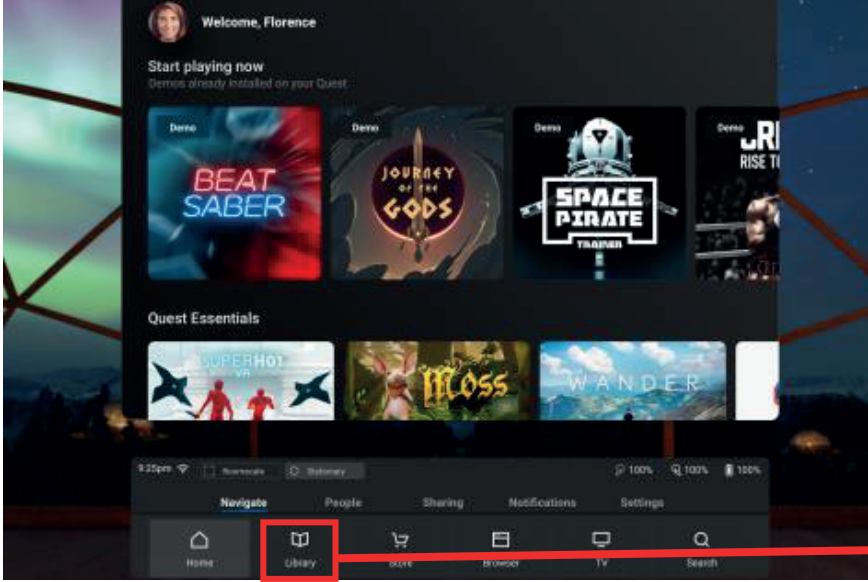 Welcome, Florence
Start playing now
Demos already installed on your Quest
Demo
BEAT
SABER
Demo
JOURNEY
OF THE
GODS
Demo
SPACE
PIRATE
TRAINER
Demo
RISE
Quest Essentials
SUPERHOT
VR
MOSS
WANDER
9:25pm
Roomscale
Stationary
100%
100%
100%
Navigate
People
Sharing
Notifications
Settings
Home
Library
Store
Browser
TV
Search